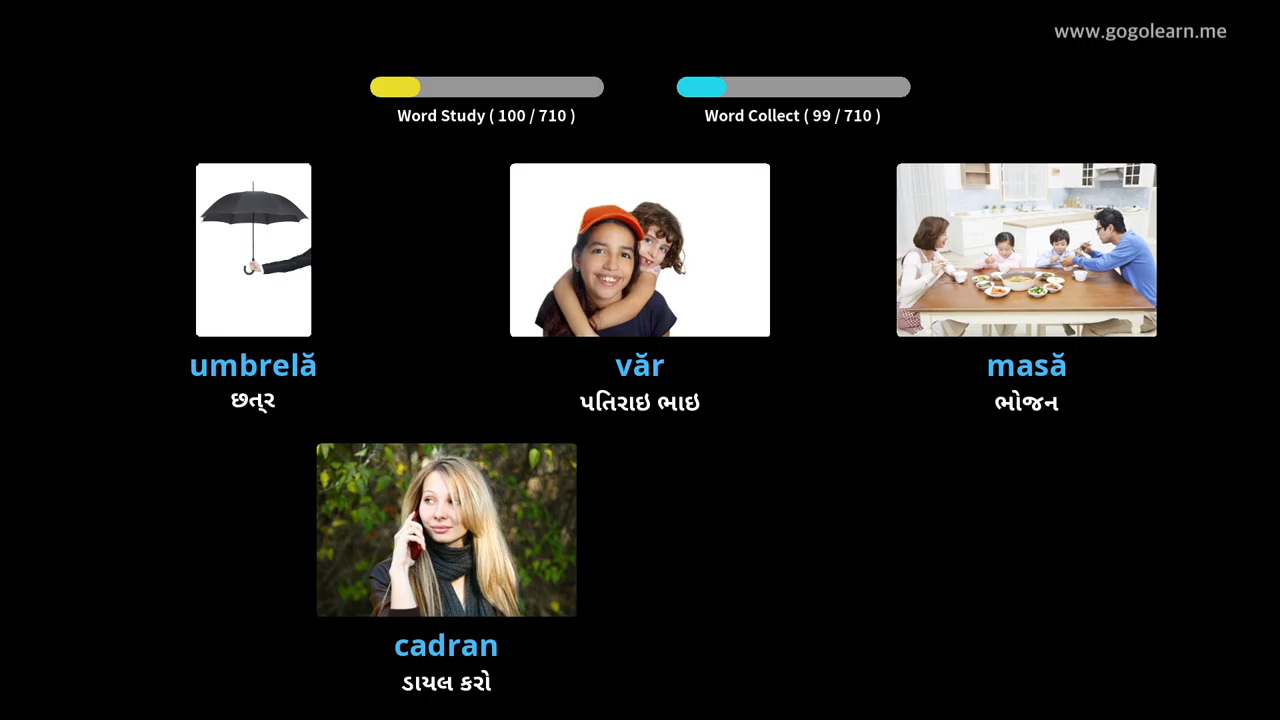 www.gogolearn.me
Word Study ( 100 / 710 )
Word Collect ( 99 / 710 )
umbrelă
văr
masă
છત્ર
પતિરાઇ ભાઇ
ભોજન
cadran
ડાયલ કરો